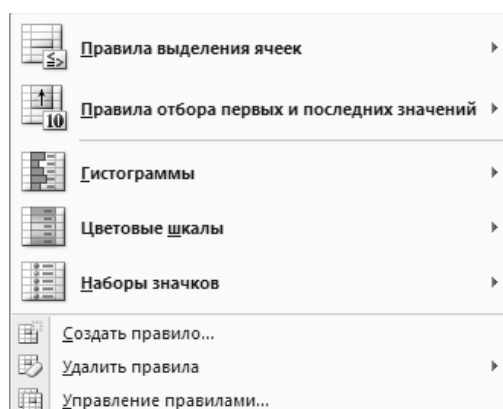 Правила выделения ячеек
Правила отбора первых и последних значений
10
Гистограммы
Цветовые шкалы
Наборы значков
Создать правило...
Удалить правила
Управление правилами...